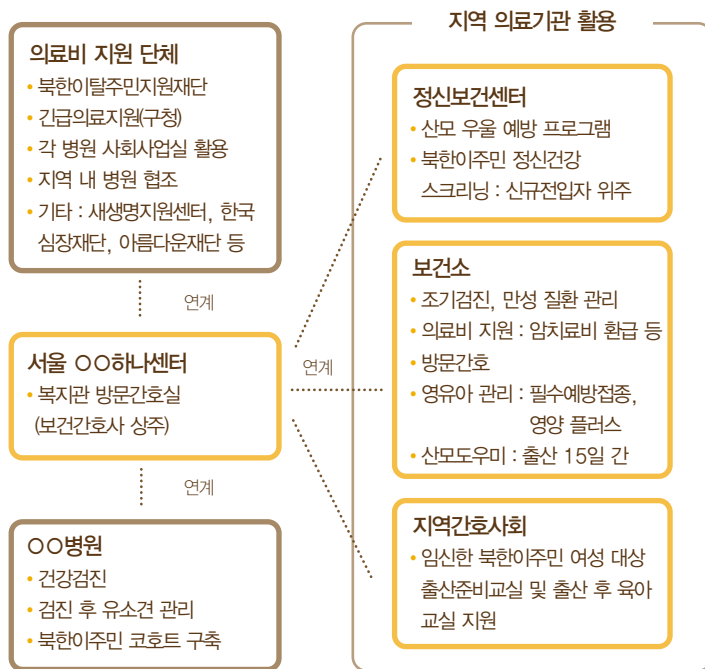 지역 의료기관 활용
의료비 지원 단체
• 북한이탈주민지원재단
• 긴급의료지원(구청)
• 각 병원 사회사업실 활용
• 지역 내 병원 협조
• 기타 : 새생명지원센터, 한국
심장재단, 아름다운재단 등
연계
서울 ○○하나센터
• 복지관 방문간호실
(보건간호사 상주)
연계
○○병원
• 건강검진
• 검진 후 유소견 관리
• 북한이주민 코호트 구축
연계
정신보건센터
• 산모 우울 예방 프로그램
• 북한이주민 정신건강
스크리닝 : 신규전입자 위주
보건소
• 조기검진, 만성 질환 관리
• 의료비 지원 : 암치료비 환급 등
• 방문간호
• 영유아 관리 : 필수예방접종,
영양 플러스
• 산모도우미 : 출산 15일 간
지역간호사회
• 임신한 북한이주민 여성 대상
출산준비교실 및 출산 후 육아
교실 지원